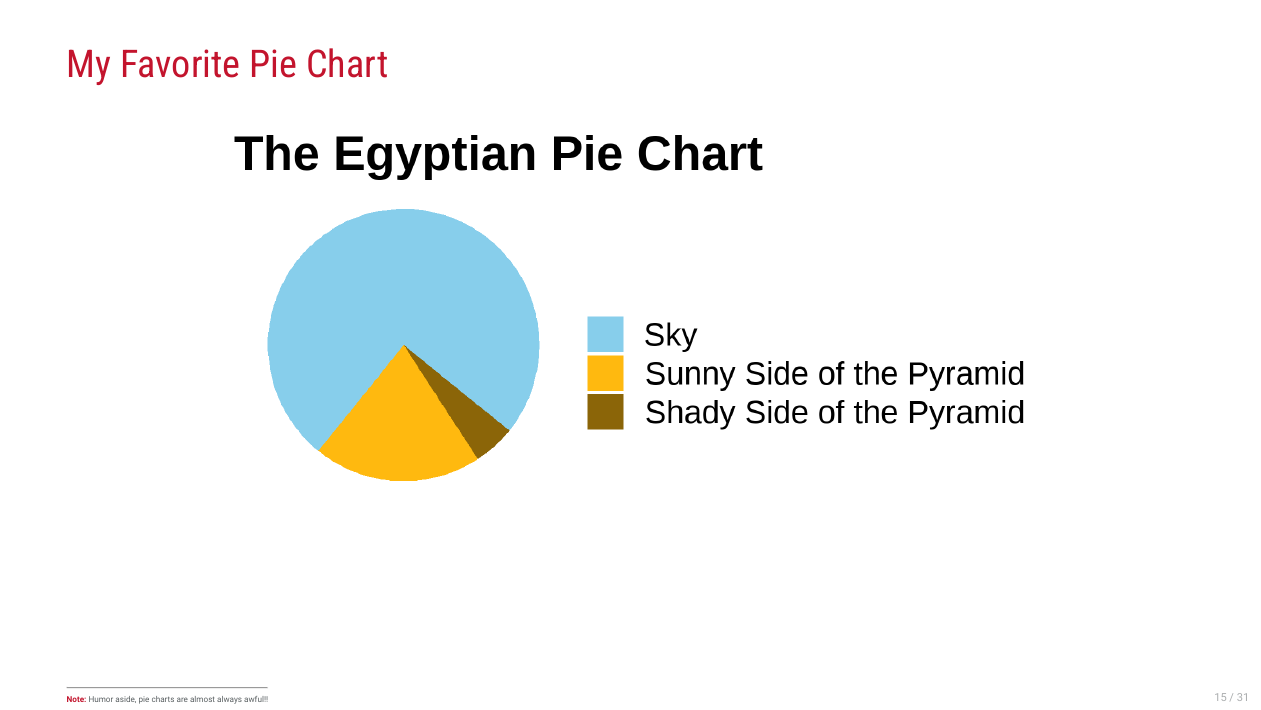 My Favorite Pie Chart
The Egyptian Pie Chart
Sky
Sunny Side of the Pyramid
Shady Side of the Pyramid
Note: Humor aside, pie charts are almost always awful!!
15 / 31